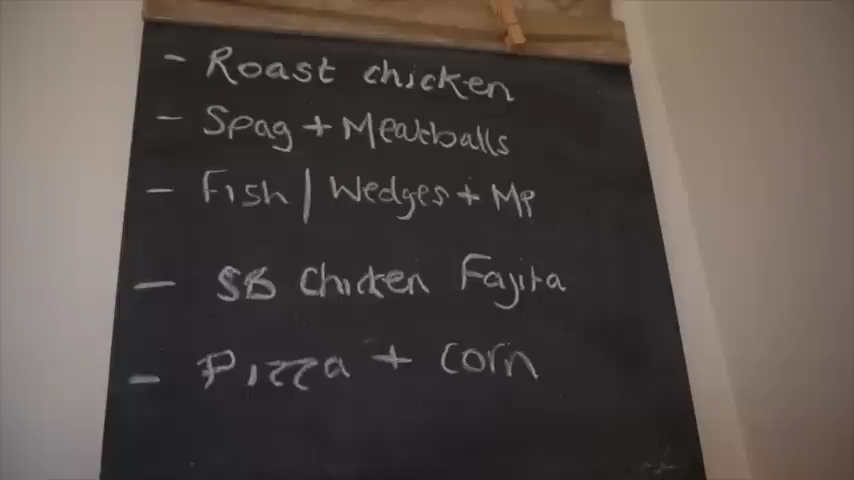 - Roast chicken
- Spag + Meatballs
- Fish | Wedges + MP
- SB Chicken Fajita
- Pizza + corn